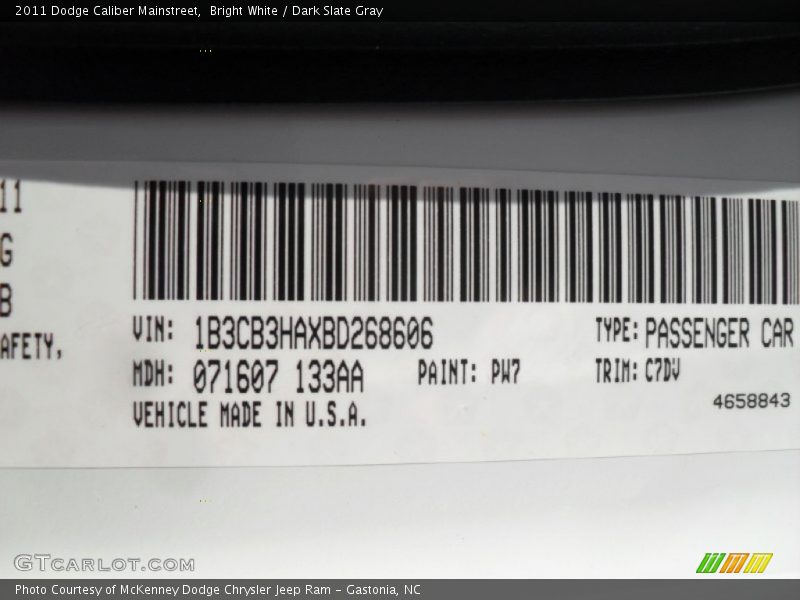 2011 Dodge Caliber Mainstreet, Bright White / Dark Slate Gray
11
G
B
AFETY,
VIN: 1B3CB3HAXBD268606 TYPE: PASSENGER CAR
MDH: 071607 133AA PAINT: PW7 TRIM: C7DV
VEHICLE MADE IN U.S.A.
4658843
GTCARLOT.COM
Photo Courtesy of McKenney Dodge Chrysler Jeep Ram - Gastonia, NC